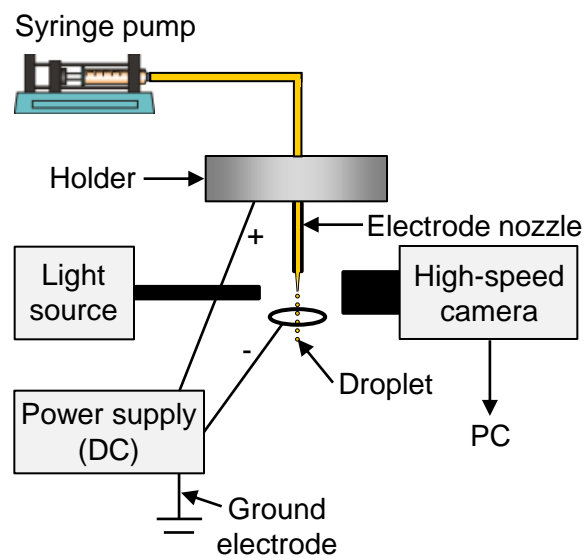 Syringe pump
Holder
+
Electrode nozzle
Light
source
High-speed
camera
-
Droplet
Power supply
(DC)
PC
Ground
electrode